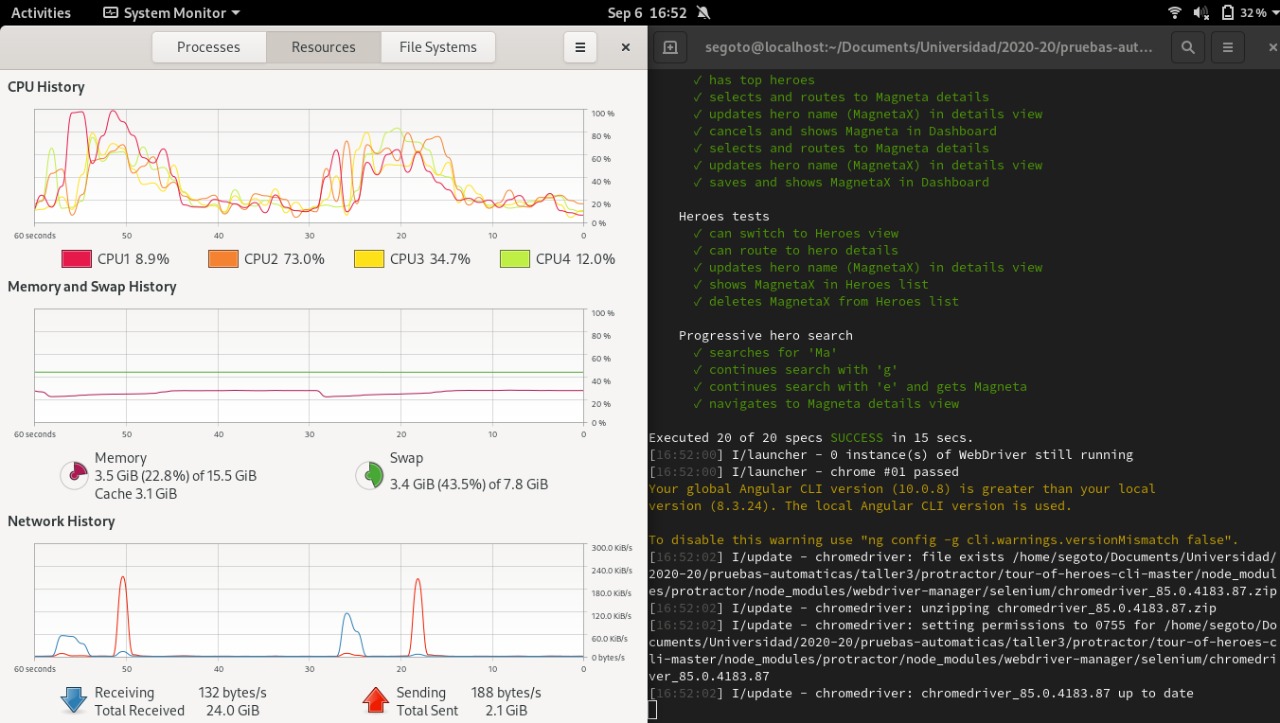 Activities System Monitor Sep 6 16:52 32 %
Processes Resources File Systems
CPU History
100 %
80 %
60 %
40 %
20 %
0 %
60 seconds 50 40 30 20 10 0
CPU1 8.9% CPU2 73.0% CPU3 34.7% CPU4 12.0%
Memory and Swap History
100 %
80 %
60 %
40 %
20 %
0 %
60 seconds 50 40 30 20 10 0
Memory
3.5 GiB (22.8%) of 15.5 GiB
Cache 3.1 GiB
Swap
3.4 GiB (43.5%) of 7.8 GiB
Network History
300.0 KiB/s
240.0 KiB/s
180.0 KiB/s
120.0 KiB/s
60.0 KiB/s
0 bytes/s
60 seconds 50 40 30 20 10 0
Receiving 132 bytes/s
Total Received 24.0 GiB
Sending 188 bytes/s
Total Sent 2.1 GiB
segoto@localhost:~/Documents/Universidad/2020-20/pruebas-aut...
✓ has top heroes
✓ selects and routes to Magneta details
✓ updates hero name (MagnetaX) in details view
✓ cancels and shows Magneta in Dashboard
✓ selects and routes to Magneta details
✓ updates hero name (MagnetaX) in details view
✓ saves and shows MagnetaX in Dashboard
Heroes tests
✓ can switch to Heroes view
✓ can route to hero details
✓ updates hero name (MagnetaX) in details view
✓ shows MagnetaX in Heroes list
✓ deletes MagnetaX from Heroes list
Progressive hero search
✓ searches for 'Ma'
✓ continues search with 'g'
✓ continues search with 'e' and gets Magneta
✓ navigates to Magneta details view
Executed 20 of 20 specs SUCCESS in 15 secs.
[16:52:00] I/launcher - 0 instance(s) of WebDriver still running
[16:52:00] I/launcher - chrome #01 passed
Your global Angular CLI version (10.0.8) is greater than your local
version (8.3.24). The local Angular CLI version is used.
To disable this warning use "ng config -g cli.warnings.versionMismatch false".
[16:52:02] I/update - chromedriver: file exists /home/segoto/Documents/Universidad/
2020-20/pruebas-automaticas/taller3/protractor/tour-of-heroes-cli-master/node_modul
es/protractor/node_modules/webdriver-manager/selenium/chromedriver_85.0.4183.87.zip
[16:52:02] I/update - chromedriver: unzipping chromedriver_85.0.4183.87.zip
[16:52:02] I/update - chromedriver: setting permissions to 0755 for /home/segoto/Do
cuments/Universidad/2020-20/pruebas-automaticas/taller3/protractor/tour-of-heroes-c
li-master/node_modules/protractor/node_modules/webdriver-manager/selenium/chromedri
ver_85.0.4183.87
[16:52:02] I/update - chromedriver: chromedriver_85.0.4183.87 up to date